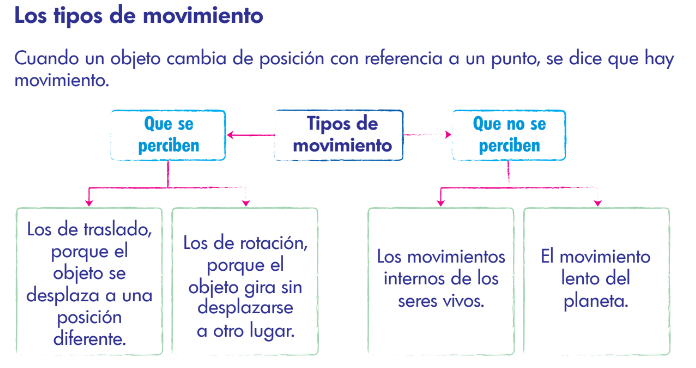 Los tipos de movimiento
Cuando un objeto cambia de posición con referencia a un punto, se dice que hay
movimiento.
Que se
perciben
Tipos de
movimiento
Que no se
perciben
Los de traslado,
porque el
objeto se
desplaza a una
posición
diferente.
Los de rotación,
porque el
objeto gira sin
desplazarse
a otro lugar.
Los movimientos
internos de los
seres vivos.
El movimiento
lento del
planeta.